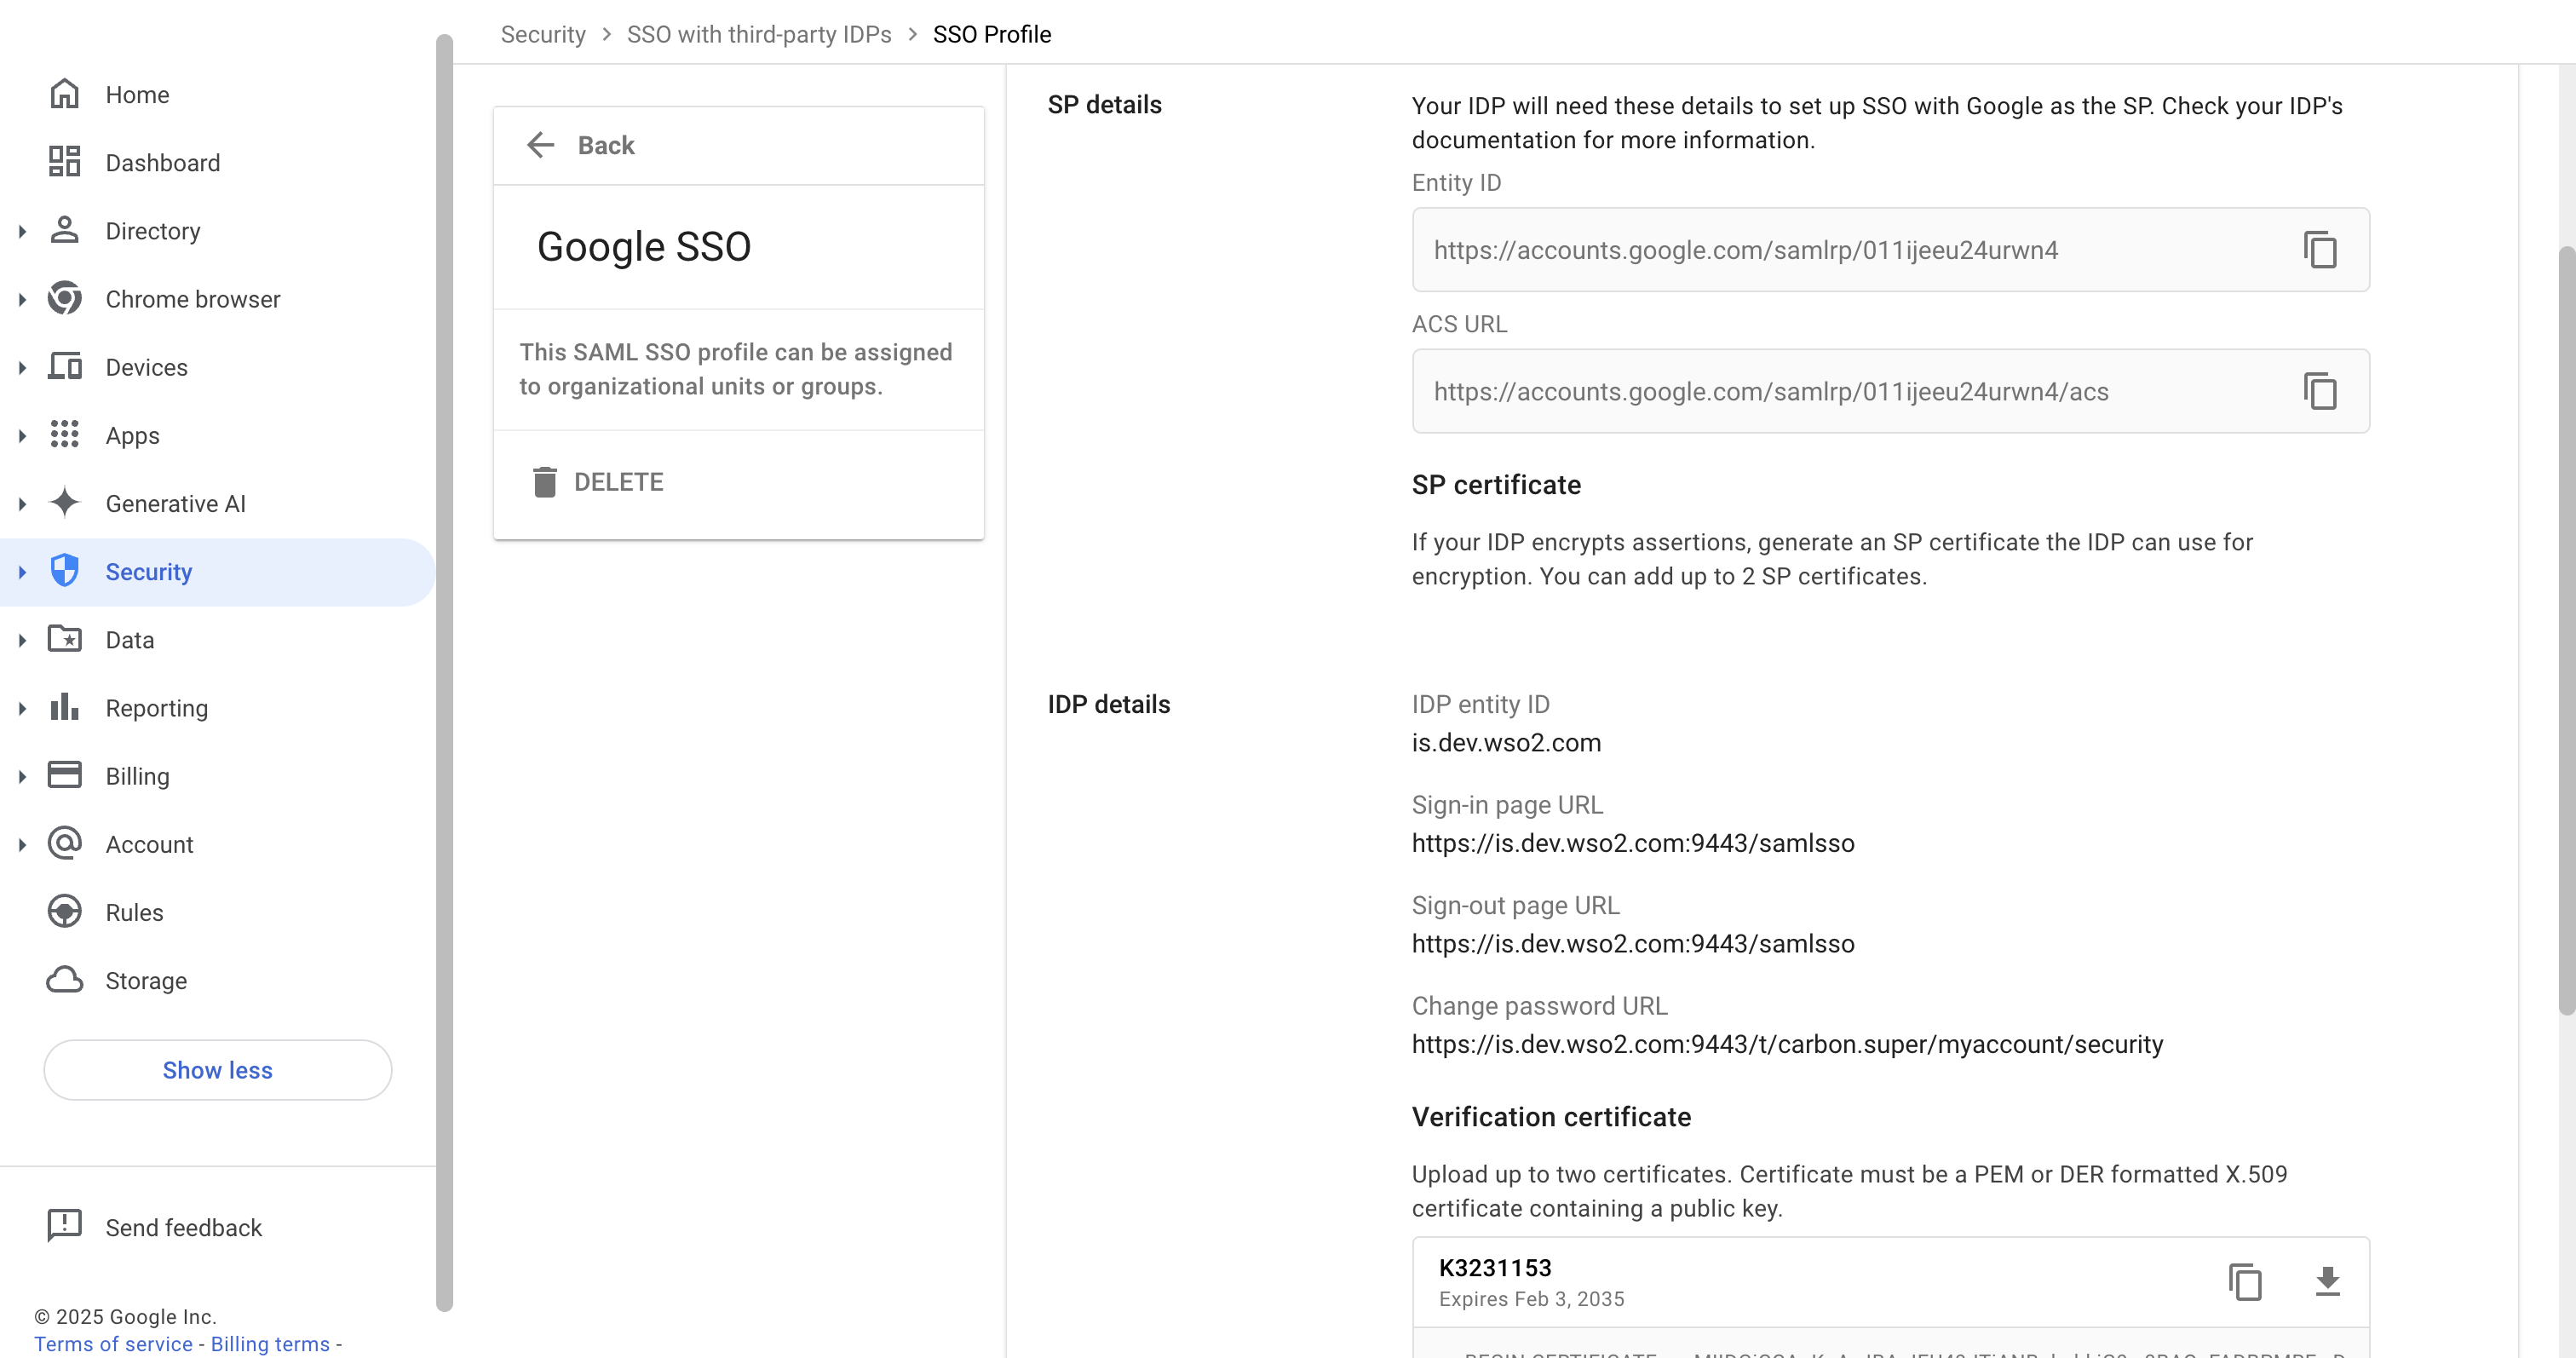 Security > SSO with third-party IDPs > SSO Profile
Home
Dashboard
Directory
Chrome browser
Devices
Apps
Generative AI
Security
Data
Reporting
Billing
Account
Rules
Storage
Show less
Send feedback
© 2025 Google Inc.
Terms of service - Billing terms -
Back
Google SSO
This SAML SSO profile can be assigned
to organizational units or groups.
DELETE
SP details
Your IDP will need these details to set up SSO with Google as the SP. Check your IDP's
documentation for more information.
Entity ID
https://accounts.google.com/samlrp/011ijeeu24urwn4
ACS URL
https://accounts.google.com/samlrp/011ijeeu24urwn4/acs
SP certificate
If your IDP encrypts assertions, generate an SP certificate the IDP can use for
encryption. You can add up to 2 SP certificates.
IDP details
IDP entity ID
is.dev.wso2.com
Sign-in page URL
https://is.dev.wso2.com:9443/samlsso
Sign-out page URL
https://is.dev.wso2.com:9443/samlsso
Change password URL
https://is.dev.wso2.com:9443/t/carbon.super/myaccount/security
Verification certificate
Upload up to two certificates. Certificate must be a PEM or DER formatted X.509
certificate containing a public key.
K3231153
Expires Feb 3, 2035
BEGIN CERTIFICATE